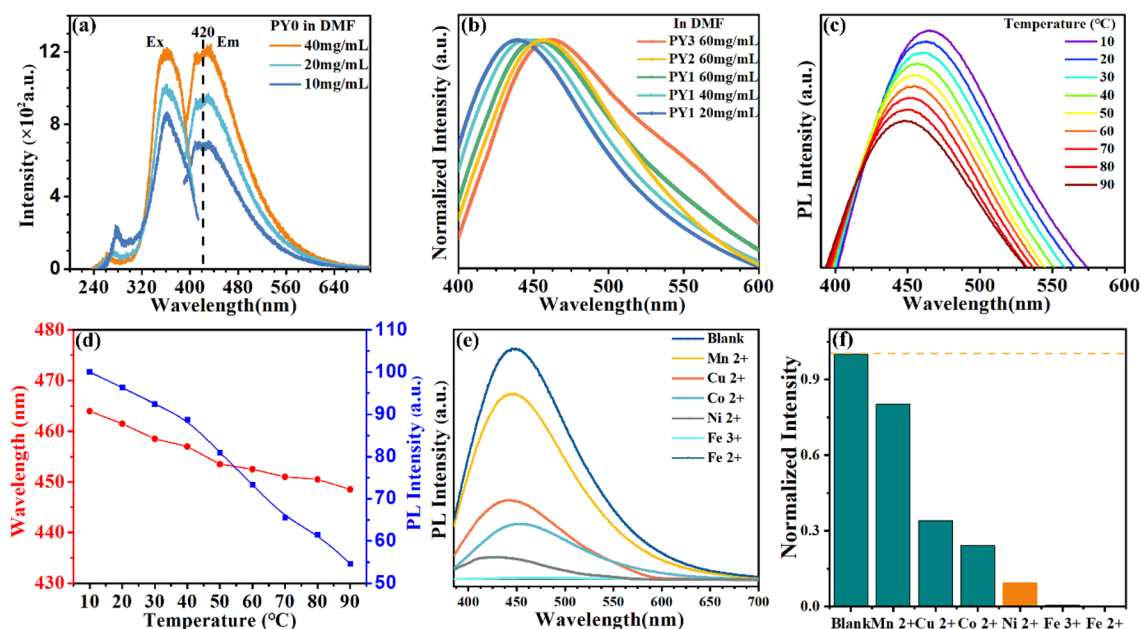 (a)
PY0 in DMF
Ex
420
Em
40mg/mL
20mg/mL
10mg/mL
Intensity (×10²a.u.)
12
9
6
3
0
240 320 400 480 560 640
Wavelength(nm)
(b)
In DMF
PY3 60mg/mL
PY2 60mg/mL
PY1 60mg/mL
PY1 40mg/mL
PY1 20mg/mL
Normalized Intensity (a.u.)
400 450 500 550 600
Wavelength(nm)
(c)
Temperature (℃)
10
20
30
40
50
60
70
80
90
PL Intensity (a.u.)
400 450 500 550 600
Wavelength(nm)
(d)
Wavelength (nm)
480
470
460
450
440
430
PL Intensity (a.u.)
110
100
90
80
70
60
55
50
10 20 30 40 50 60 70 80 90
Temperature (℃)
(e)
Blank
Mn 2+
Cu 2+
Co 2+
Ni 2+
Fe 3+
Fe 2+
PL Intensity (a.u.)
400 450 500 550 600 650 700
Wavelength(nm)
(f)
Normalized Intensity
0.9
0.6
0.3
0.0
Blank Mn 2+ Cu 2+ Co 2+ Ni 2+ Fe 3+ Fe 2+